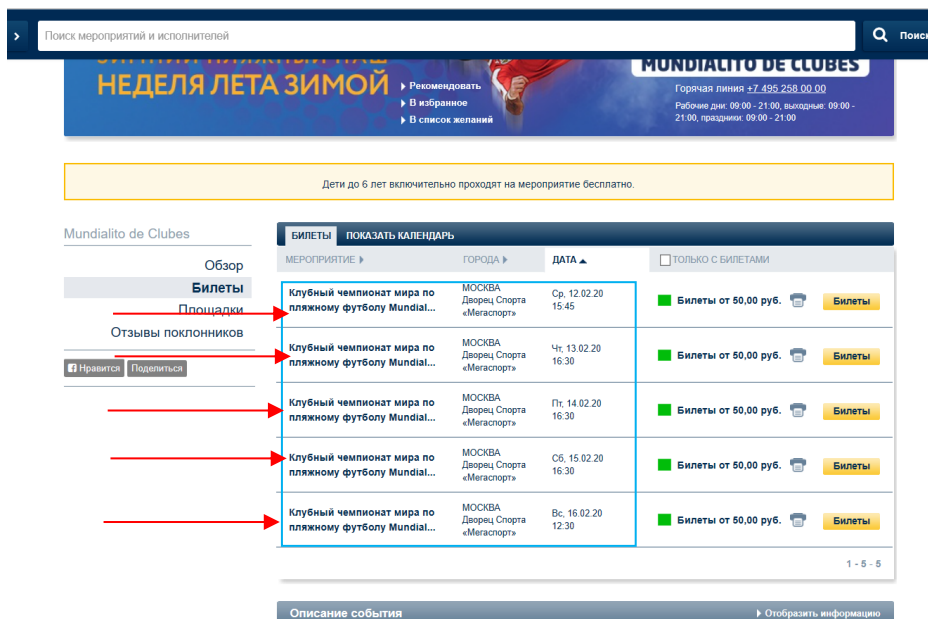 Поиск мероприятий и исполнителей
Поиск
ЗИМНИЙ ПЛЯЖНЫЙ
НЕДЕЛЯ ЛЕТА ЗИМОЙ
Рекомендовать
В избранное
В список желаний
MUNDIALITO DE CLUBES
Горячая линия +7 495 258 00 00
Рабочие дни: 09:00 - 21:00, выходные: 09:00 -
21:00, праздники: 09:00 - 21:00
Дети до 6 лет включительно проходят на мероприятие бесплатно.
Mundialito de Clubes
Обзор
Билеты
Площадки
Отзывы поклонников
Нравится Поделиться
БИЛЕТЫ ПОКАЗАТЬ КАЛЕНДАРЬ
МЕРОПРИЯТИЕ ГОРОДА ДАТА ТОЛЬКО С БИЛЕТАМИ
Клубный чемпионат мира по
пляжному футболу Mundial...
МОСКВА
Дворец Спорта
«Мегаспорт»
Ср, 12.02.20
15:45
Билеты от 50,00 руб.
Билеты
Клубный чемпионат мира по
пляжному футболу Mundial...
МОСКВА
Дворец Спорта
«Мегаспорт»
Чт, 13.02.20
16:30
Билеты от 50,00 руб.
Билеты
Клубный чемпионат мира по
пляжному футболу Mundial...
МОСКВА
Дворец Спорта
«Мегаспорт»
Пт, 14.02.20
16:30
Билеты от 50,00 руб.
Билеты
Клубный чемпионат мира по
пляжному футболу Mundial...
МОСКВА
Дворец Спорта
«Мегаспорт»
Сб, 15.02.20
16:30
Билеты от 50,00 руб.
Билеты
Клубный чемпионат мира по
пляжному футболу Mundial...
МОСКВА
Дворец Спорта
«Мегаспорт»
Вс, 16.02.20
12:30
Билеты от 50,00 руб.
Билеты
1 - 5 - 5
Описание события
Отобразить информацию